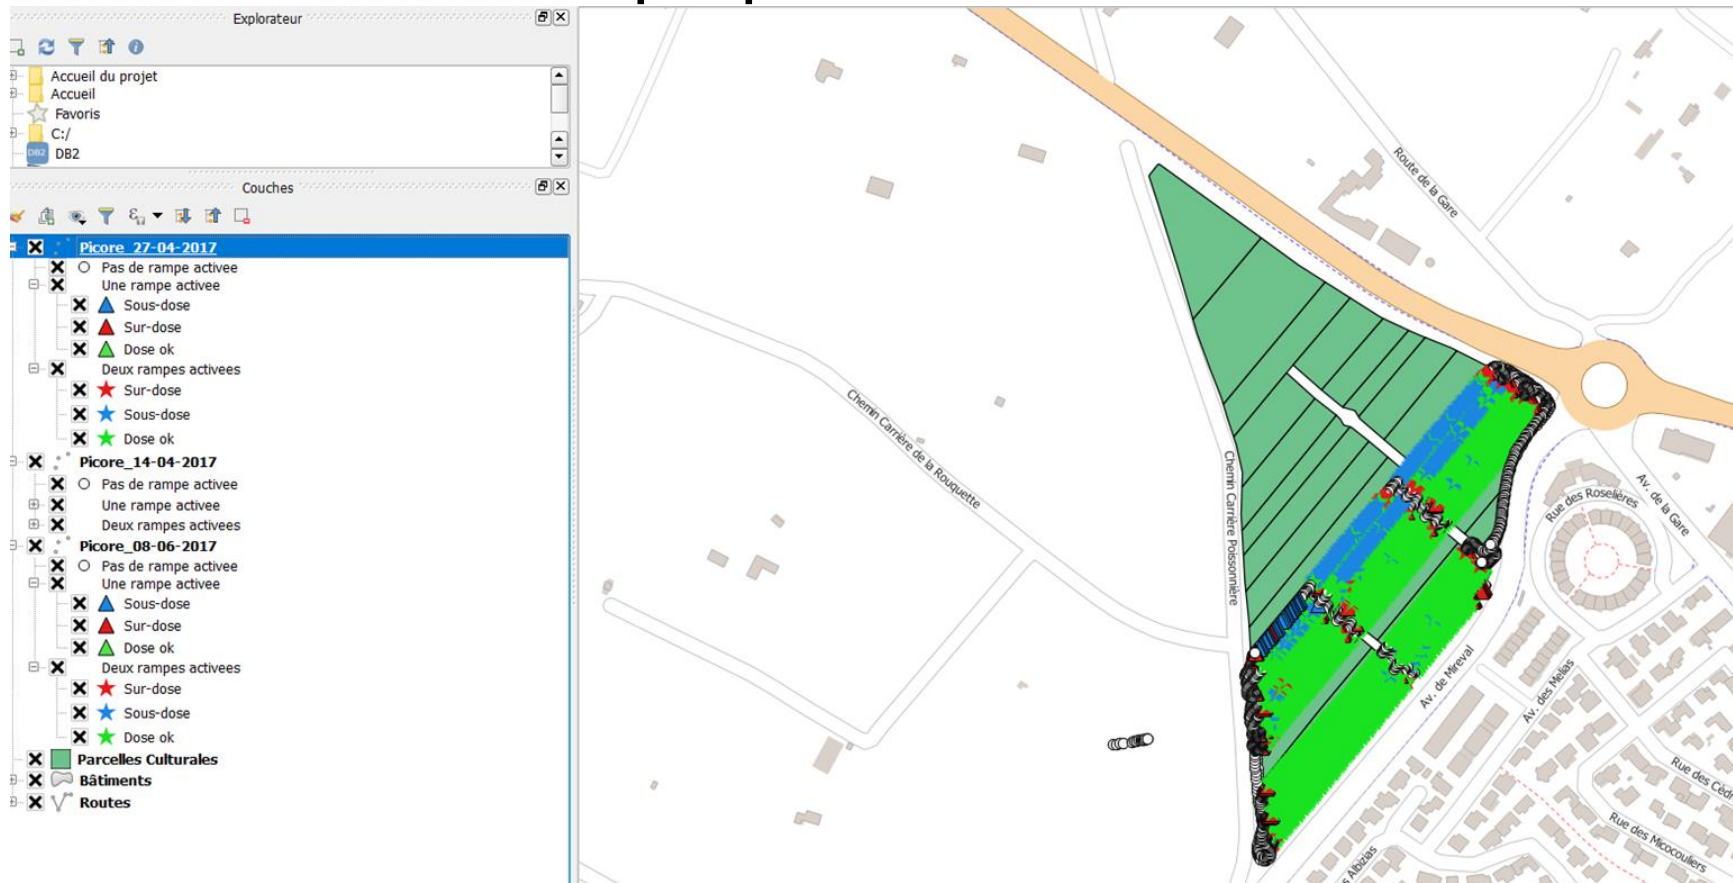 Explorateur
Accueil du projet
Accueil
Favoris
C:/
DB2 DB2
Couches
Picore_27-04-2017
Pas de rampe activee
Une rampe activee
Sous-dose
Sur-dose
Dose ok
Deux rampes activees
Sur-dose
Sous-dose
Dose ok
Picore_14-04-2017
Pas de rampe activee
Une rampe activee
Deux rampes activees
Picore_08-06-2017
Pas de rampe activee
Une rampe activee
Sous-dose
Sur-dose
Dose ok
Deux rampes activees
Sur-dose
Sous-dose
Dose ok
Parcelles Culturales
Bâtiments
Routes
Route de la Gare
Chemin Carrière de la Rouquette
Chemin Carrière Poissonnière
Rue des Roselières
Av. de la Gare
Av. de Mireval
Av. des Mélias
Rue des Cèdr
Rue des Micocouliers
s Albizias